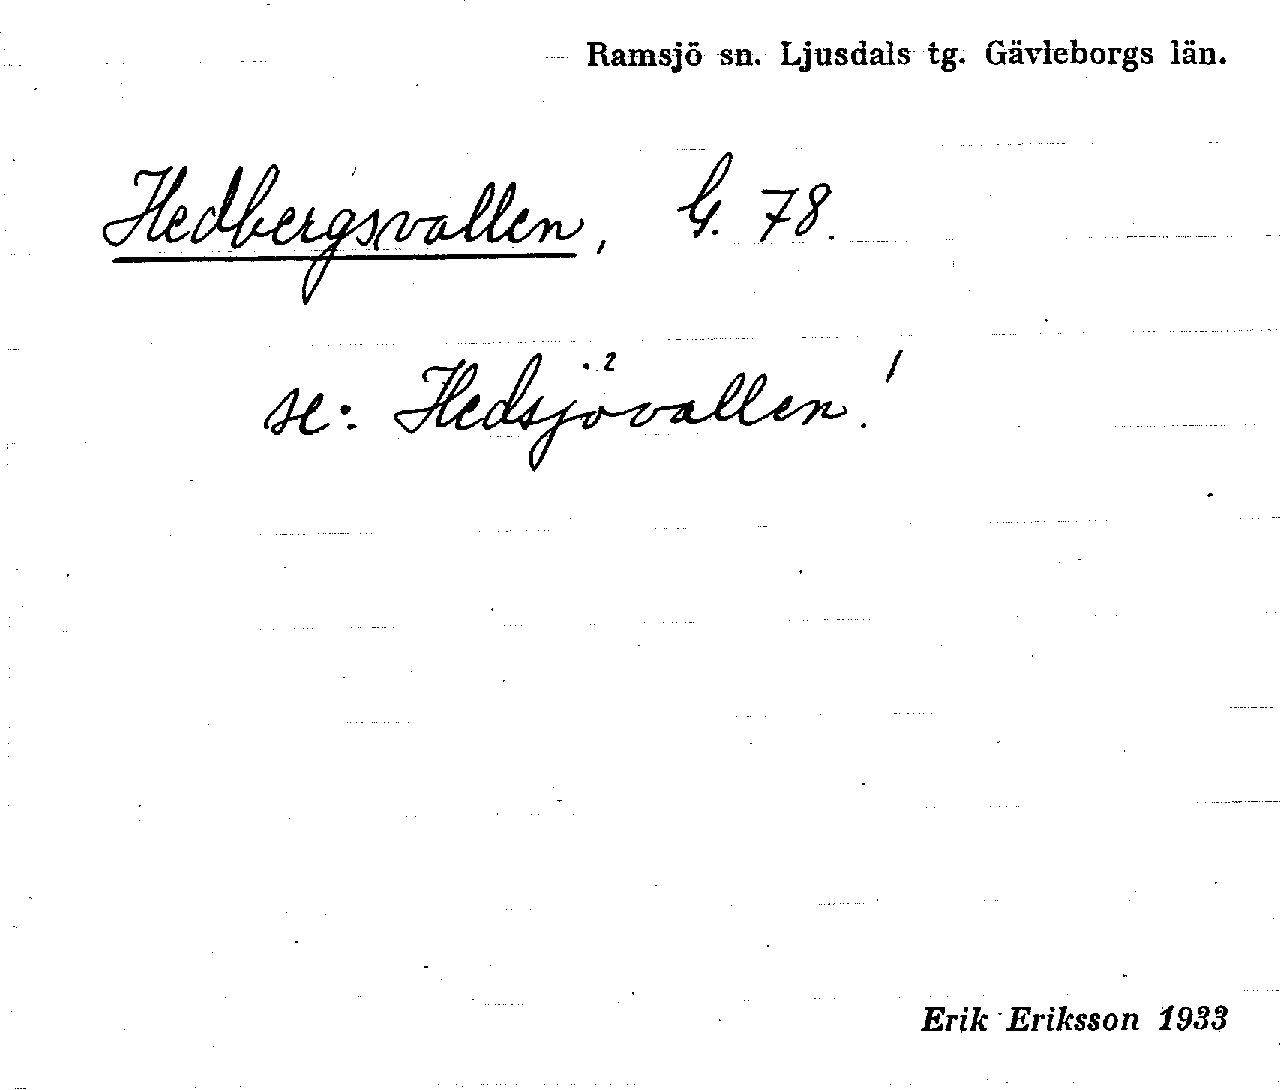 Ramsjö sn. Ljusdals tg. Gävleborgs län.
Hedbergsvallen, G. 78.
se: Hedsjövallen!
Erik Eriksson 1933